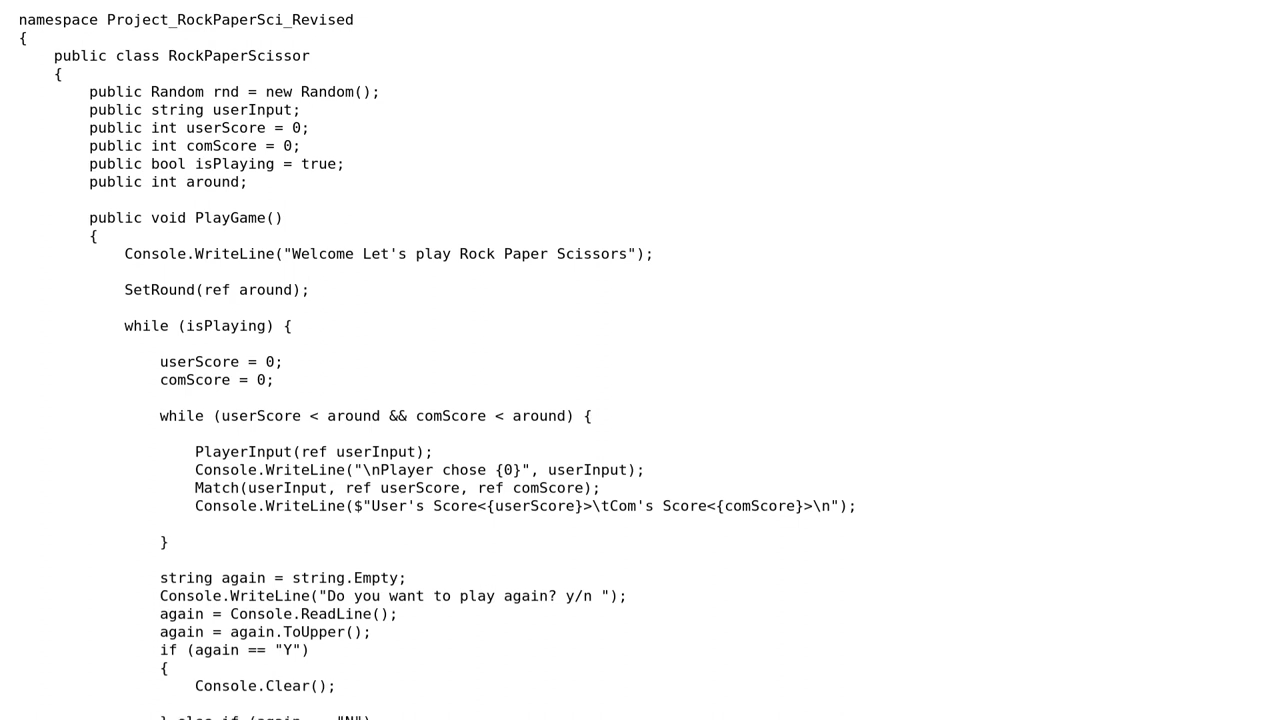 namespace Project_RockPaperSci_Revised
{
    public class RockPaperScissor
    {
        public Random rnd = new Random();
        public string userInput;
        public int userScore = 0;
        public int comScore = 0;
        public bool isPlaying = true;
        public int around;

        public void PlayGame()
        {
            Console.WriteLine("Welcome Let's play Rock Paper Scissors");

            SetRound(ref around);

            while (isPlaying) {

                userScore = 0;
                comScore = 0;

                while (userScore < around && comScore < around) {

                    PlayerInput(ref userInput);
                    Console.WriteLine("\nPlayer chose {0}", userInput);
                    Match(userInput, ref userScore, ref comScore);
                    Console.WriteLine($"User's Score<{userScore}>\tCom's Score<{comScore}>\n");

                }

                string again = string.Empty;
                Console.WriteLine("Do you want to play again? y/n ");
                again = Console.ReadLine();
                again = again.ToUpper();
                if (again == "Y")
                {
                    Console.Clear();

                } else if (again == "N")